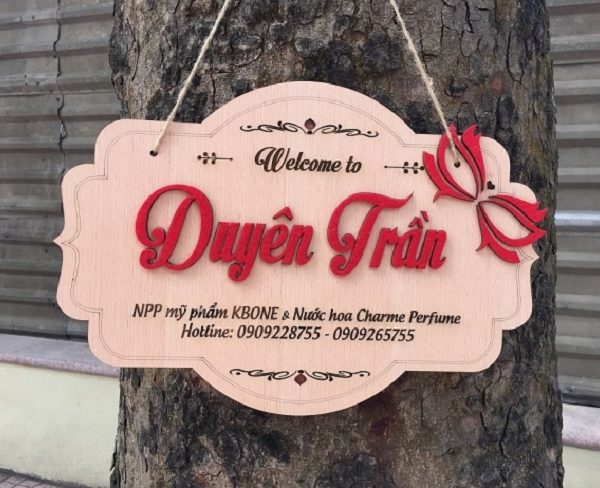 Welcome to
Duyên Trần
NPP mỹ phẩm KBONE & Nước hoa Charme Perfume
Hotline: 0909228755 - 0909265755